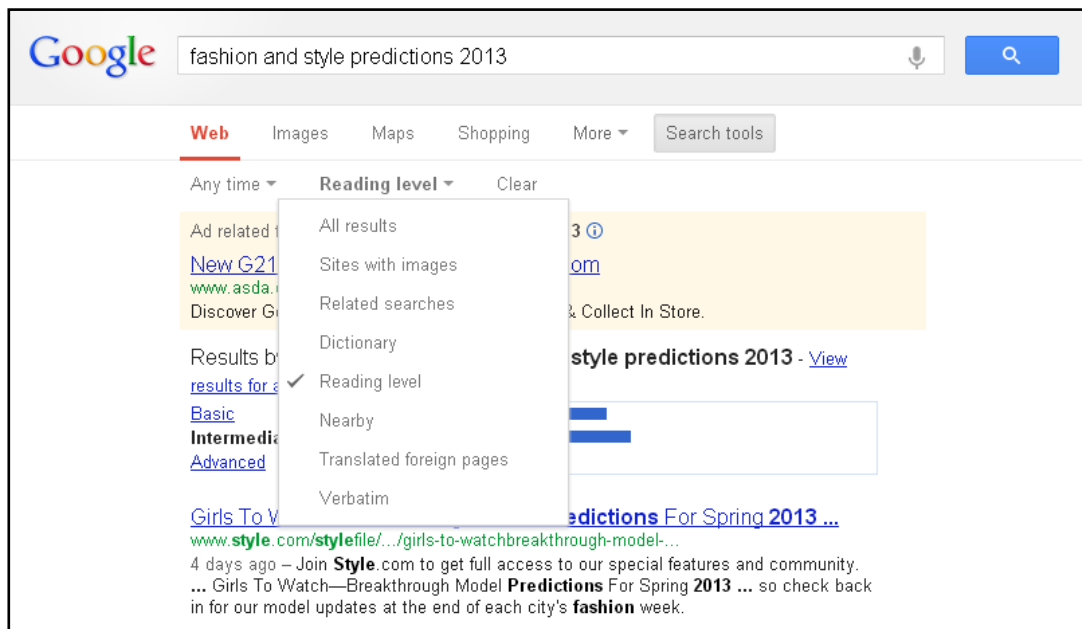 Google
fashion and style predictions 2013
Web Images Maps Shopping More Search tools
Any time Reading level Clear
All results
Sites with images
Related searches
Dictionary
Reading level
Nearby
Translated foreign pages
Verbatim
Ad related 3
New G21 om
www.asda.
Discover G & Collect In Store.
Results b style predictions 2013 - View
results for a
Basic
Intermedia
Advanced
Girls To W edictions For Spring 2013 ...
www.style.com/stylefile/.../girls-to-watchbreakthrough-model-...
4 days ago – Join Style.com to get full access to our special features and community.
... Girls To Watch—Breakthrough Model Predictions For Spring 2013 ... so check back
in for our model updates at the end of each city's fashion week.